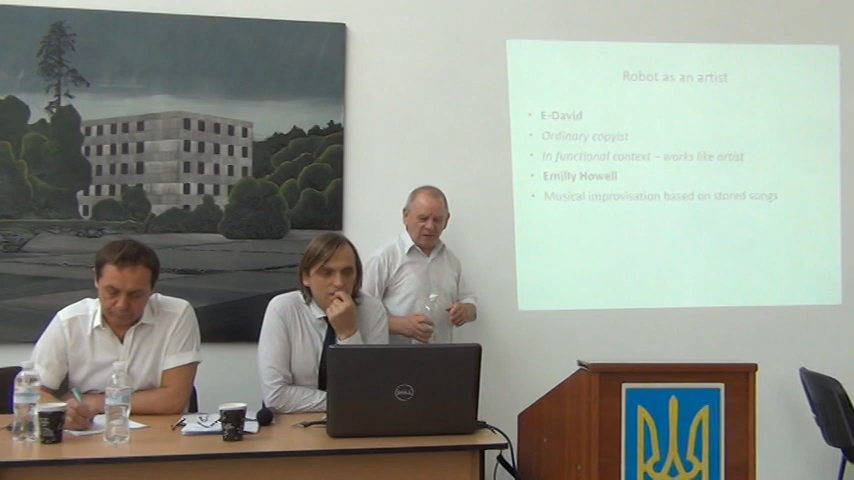 Robot as an artist
• E-David
• Ordinary copyist
• In functional context – works like artist
• Emilly Howell
• Musical improvisation based on stored songs
DELL